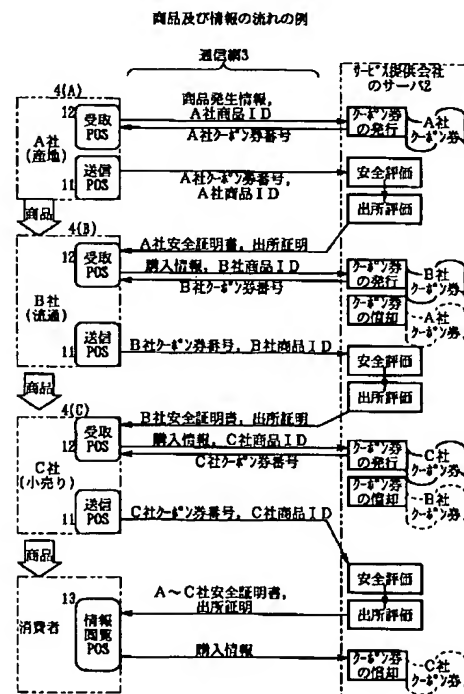 商品及び情報の流れの例
通信網3
サービス提供会社
のサーバ2
4(A)
12
受取
POS
A社
(産地)
送信
POS
11
商品発生情報,
A社商品ID
A社クーポン券番号
クーポン券
の発行
A社
クーポン券
A社クーポン券番号,
A社商品ID
安全評価
出所評価
商品
4(B)
12
受取
POS
B社
(流通)
送信
POS
11
A社安全証明書, 出所証明
購入情報, B社商品ID
B社クーポン券番号
クーポン券
の発行
B社
クーポン券
クーポン券
の償却
A社
クーポン券
B社クーポン券番号, B社商品ID
安全評価
出所評価
商品
4(C)
12
受取
POS
C社
(小売り)
送信
POS
11
B社安全証明書, 出所証明
購入情報, C社商品ID
C社クーポン券番号
クーポン券
の発行
C社
クーポン券
クーポン券
の償却
B社
クーポン券
C社クーポン券番号, C社商品ID
安全評価
出所評価
商品
13
消費者
情報
閲覧
POS
A～C社安全証明書,
出所証明
購入情報
クーポン券
の償却
C社
クーポン券